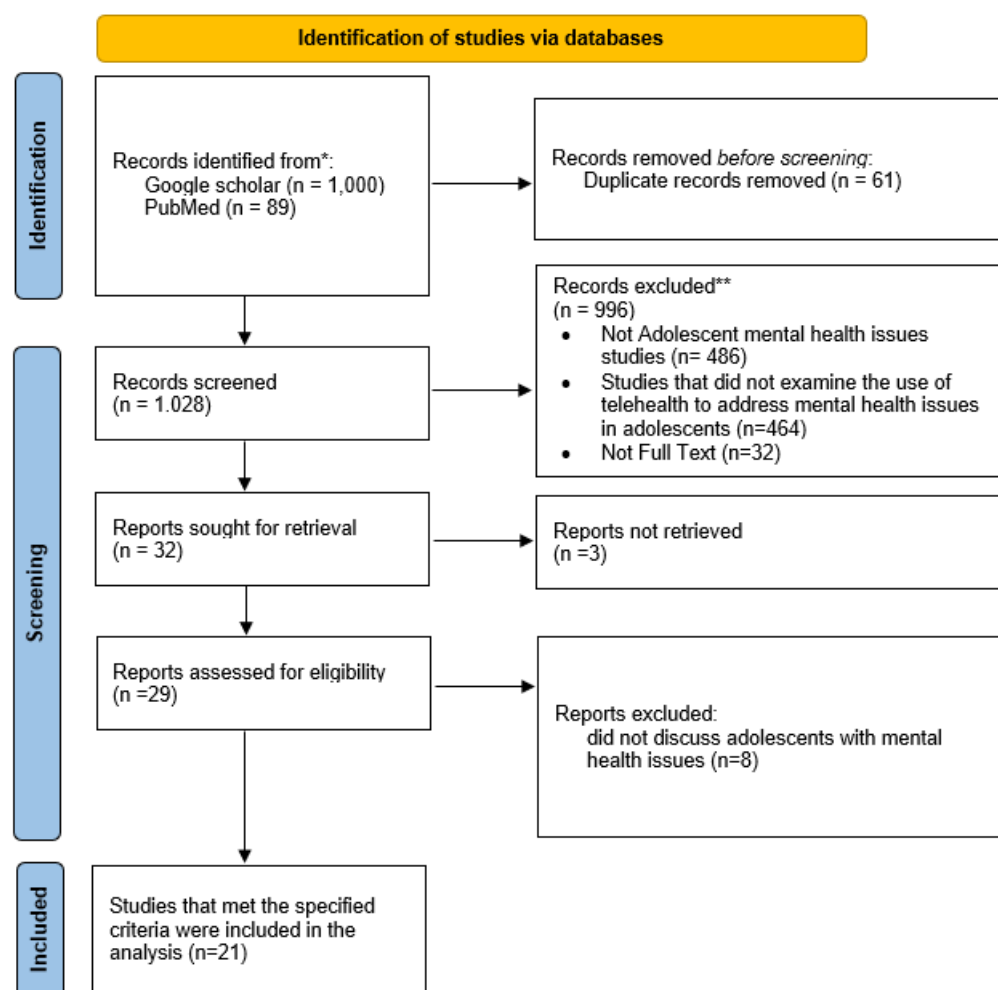 Identification of studies via databases
Identification
Records identified from*:
Google scholar (n = 1,000)
PubMed (n = 89)
Records removed before screening:
Duplicate records removed (n = 61)
Screening
Records screened
(n = 1.028)
Records excluded**
(n = 996)
• Not Adolescent mental health issues
studies (n= 486)
• Studies that did not examine the use of
telehealth to address mental health issues
in adolescents (n=464)
• Not Full Text (n=32)
Reports sought for retrieval
(n = 32)
Reports not retrieved
(n =3)
Reports assessed for eligibility
(n =29)
Reports excluded:
did not discuss adolescents with mental
health issues (n=8)
Included
Studies that met the specified
criteria were included in the
analysis (n=21)